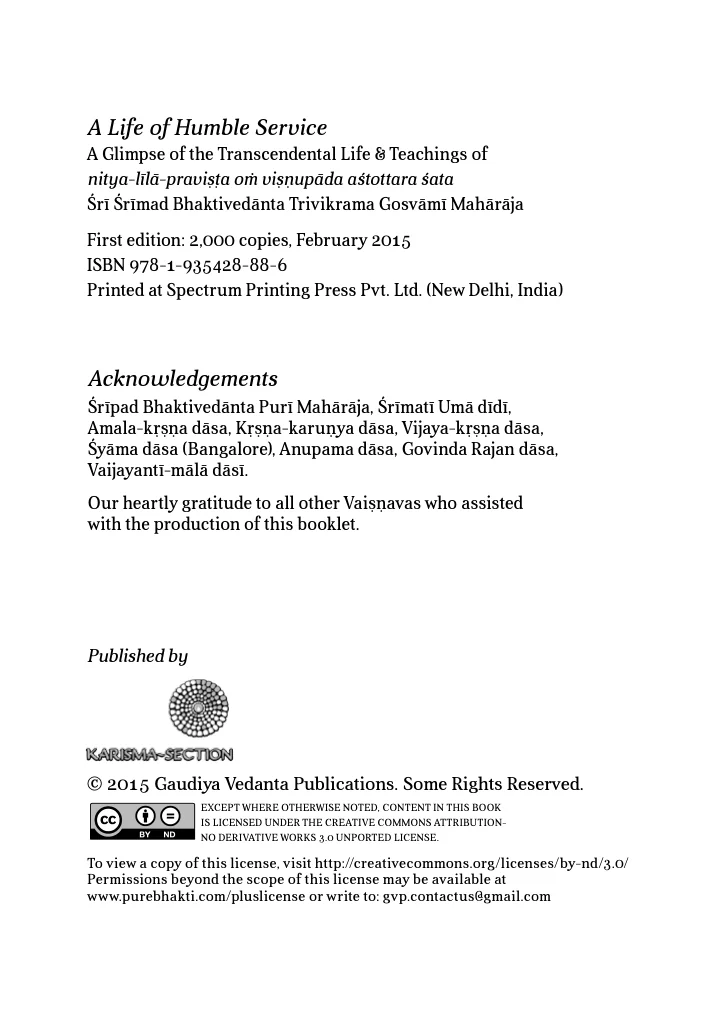 A Life of Humble Service
A Glimpse of the Transcendental Life & Teachings of
nitya-līlā-praviṣṭa oṁ viṣṇupāda aśtottara śata
Śrī Śrīmad Bhaktivedānta Trivikrama Gosvāmī Mahārāja
First edition: 2,000 copies, February 2015
ISBN 978-1-935428-88-6
Printed at Spectrum Printing Press Pvt. Ltd. (New Delhi, India)
Acknowledgements
Śrīpad Bhaktivedānta Purī Mahārāja, Śrīmatī Umā dīdī,
Amala-kṛṣṇa dāsa, Kṛṣṇa-karuṇya dāsa, Vijaya-kṛṣṇa dāsa,
Śyāma dāsa (Bangalore), Anupama dāsa, Govinda Rajan dāsa,
Vaijayantī-mālā dāsī.
Our heartly gratitude to all other Vaiṣṇavas who assisted
with the production of this booklet.
Published by
KARISMA~SECTION
© 2015 Gaudiya Vedanta Publications. Some Rights Reserved.
cc BY ND
EXCEPT WHERE OTHERWISE NOTED, CONTENT IN THIS BOOK
IS LICENSED UNDER THE CREATIVE COMMONS ATTRIBUTION-
NO DERIVATIVE WORKS 3.0 UNPORTED LICENSE.
To view a copy of this license, visit http://creativecommons.org/licenses/by-nd/3.0/
Permissions beyond the scope of this license may be available at
www.purebhakti.com/pluslicense or write to: gvp.contactus@gmail.com